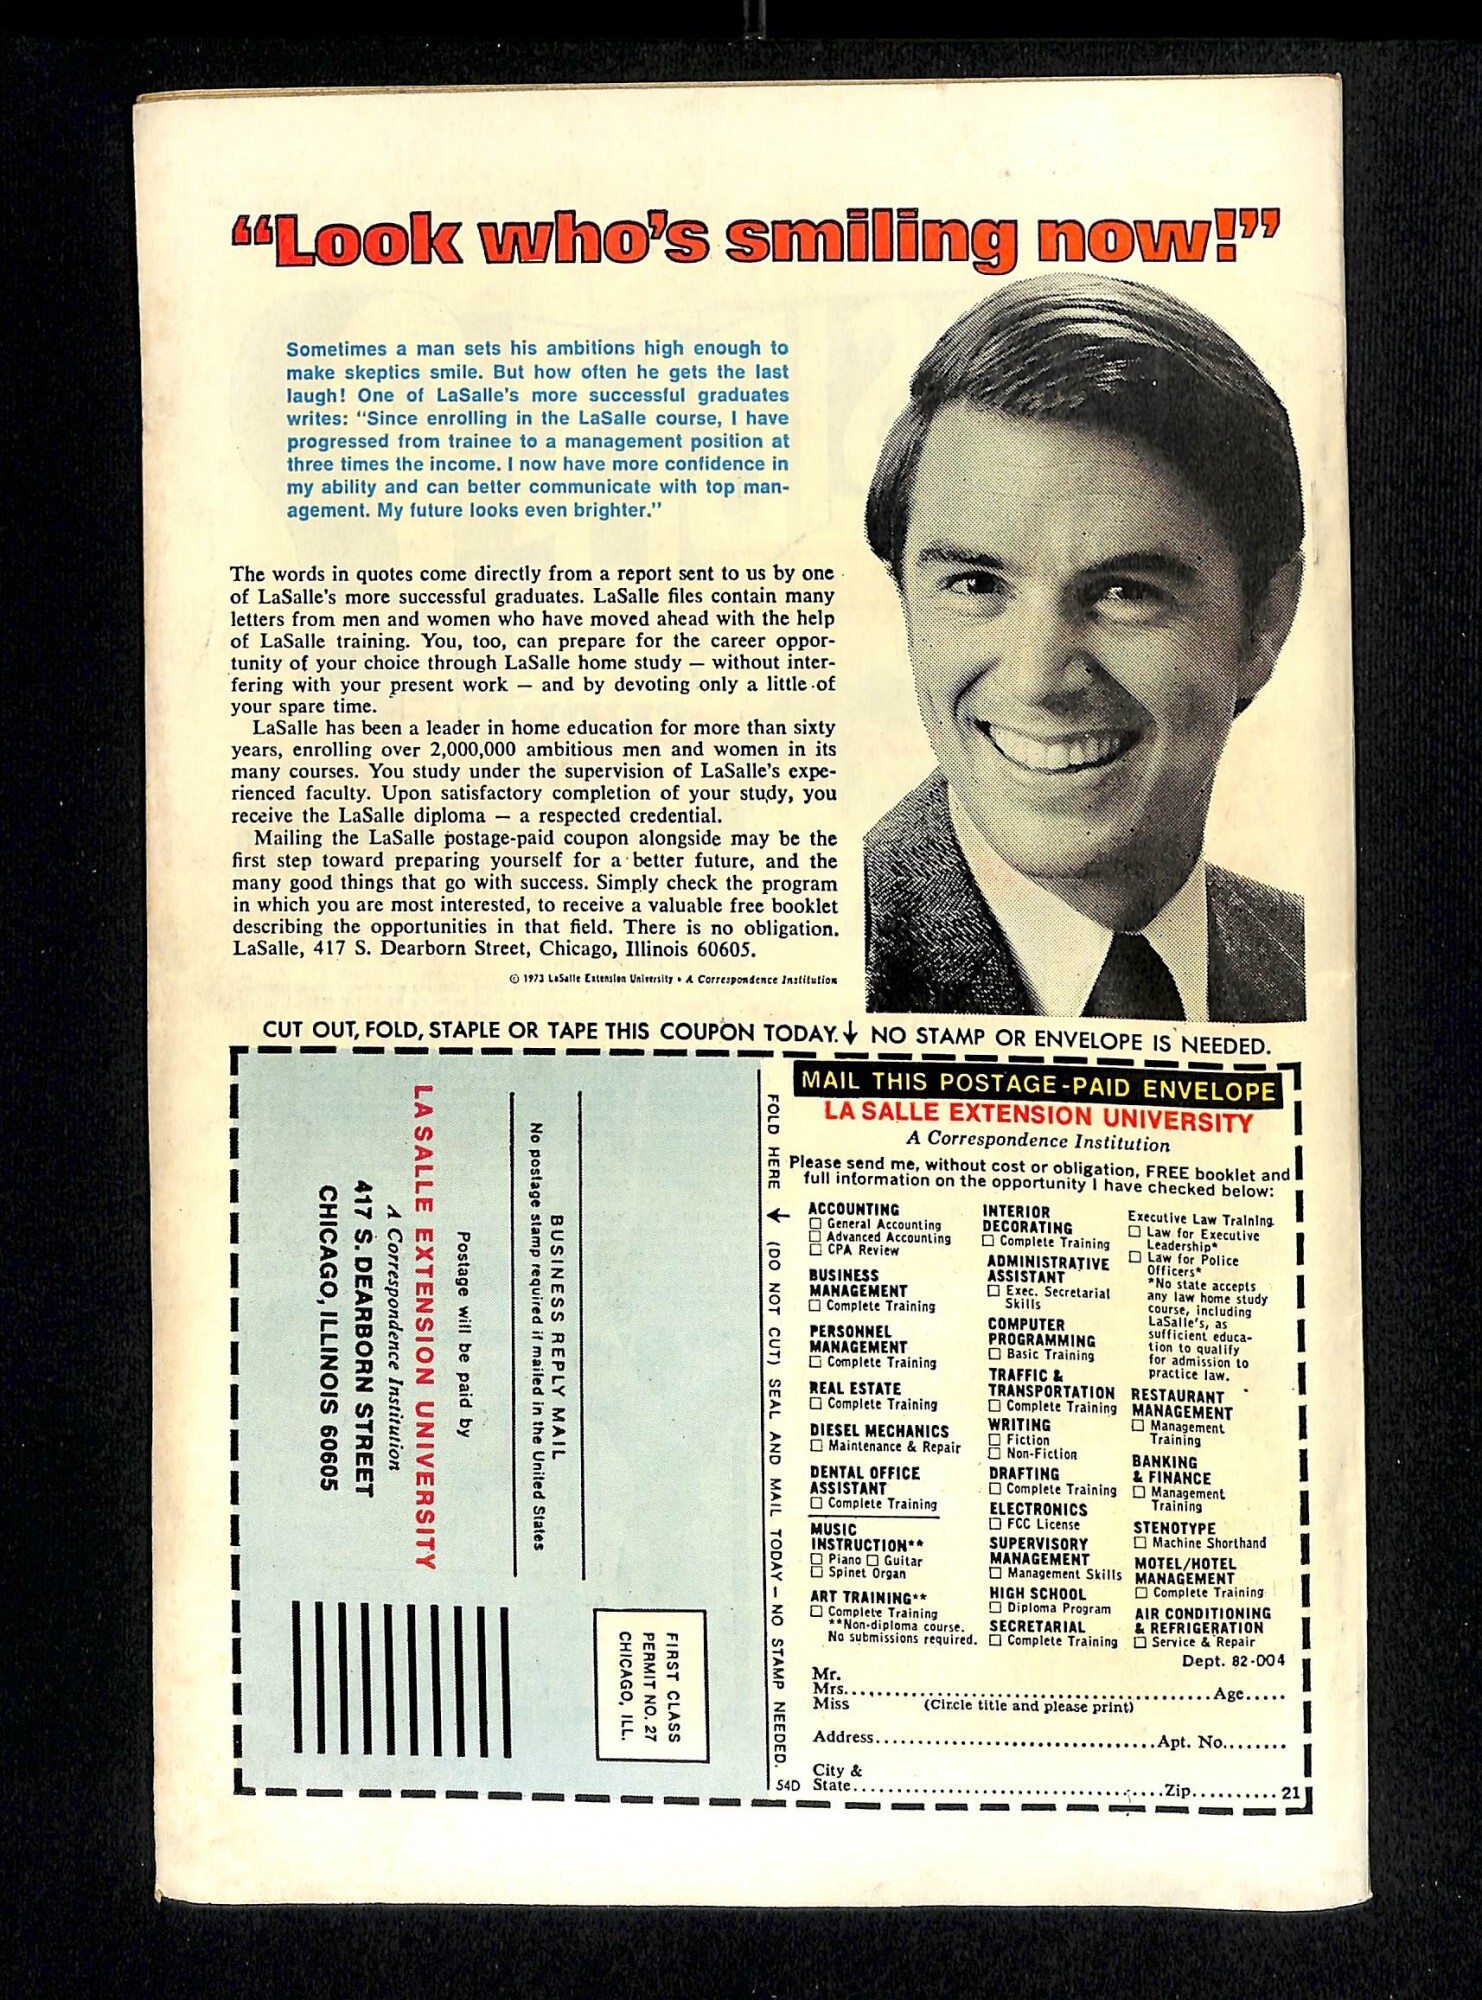 “Look who’s smiling now!”
Sometimes a man sets his ambitions high enough to
make skeptics smile. But how often he gets the last
laugh! One of LaSalle's more successful graduates
writes: "Since enrolling in the LaSalle course, I have
progressed from trainee to a management position at
three times the income. I now have more confidence in
my ability and can better communicate with top man-
agement. My future looks even brighter."
The words in quotes come directly from a report sent to us by one
of LaSalle's more successful graduates. LaSalle files contain many
letters from men and women who have moved ahead with the help
of LaSalle training. You, too, can prepare for the career oppor-
tunity of your choice through LaSalle home study — without inter-
fering with your present work — and by devoting only a little of
your spare time.
LaSalle has been a leader in home education for more than sixty
years, enrolling over 2,000,000 ambitious men and women in its
many courses. You study under the supervision of LaSalle's expe-
rienced faculty. Upon satisfactory completion of your study, you
receive the LaSalle diploma — a respected credential.
Mailing the LaSalle postage-paid coupon alongside may be the
first step toward preparing yourself for a better future, and the
many good things that go with success. Simply check the program
in which you are most interested, to receive a valuable free booklet
describing the opportunities in that field. There is no obligation.
LaSalle, 417 S. Dearborn Street, Chicago, Illinois 60605.
© 1973 LaSalle Extension University • A Correspondence Institution
CUT OUT, FOLD, STAPLE OR TAPE THIS COUPON TODAY. ↓ NO STAMP OR ENVELOPE IS NEEDED.
FIRST CLASS
PERMIT NO. 27
CHICAGO, ILL.
BUSINESS REPLY MAIL
No postage stamp required if mailed in the United States
Postage will be paid by
LA SALLE EXTENSION UNIVERSITY
A Correspondence Institution
417 S. DEARBORN STREET
CHICAGO, ILLINOIS 60605
FOLD HERE ↓ (DO NOT CUT) SEAL AND MAIL TODAY — NO STAMP NEEDED.
54D
MAIL THIS POSTAGE-PAID ENVELOPE
LA SALLE EXTENSION UNIVERSITY
A Correspondence Institution
Please send me, without cost or obligation, FREE booklet and
full information on the opportunity I have checked below:
ACCOUNTING
☐ General Accounting
☐ Advanced Accounting
☐ CPA Review
BUSINESS
MANAGEMENT
☐ Complete Training
PERSONNEL
MANAGEMENT
☐ Complete Training
REAL ESTATE
☐ Complete Training
DIESEL MECHANICS
☐ Maintenance & Repair
DENTAL OFFICE
ASSISTANT
☐ Complete Training
MUSIC
INSTRUCTION**
☐ Piano ☐ Guitar
☐ Spinet Organ
ART TRAINING**
☐ Complete Training
**Non-diploma course.
No submissions required.
INTERIOR
DECORATING
☐ Complete Training
ADMINISTRATIVE
ASSISTANT
☐ Exec. Secretarial
Skills
COMPUTER
PROGRAMMING
☐ Basic Training
TRAFFIC &
TRANSPORTATION
☐ Complete Training
WRITING
☐ Fiction
☐ Non-Fiction
DRAFTING
☐ Complete Training
ELECTRONICS
☐ FCC License
SUPERVISORY
MANAGEMENT
☐ Management Skills
HIGH SCHOOL
☐ Diploma Program
SECRETARIAL
☐ Complete Training
Executive Law Training
☐ Law for Executive
Leadership*
☐ Law for Police
Officers*
*No state accepts
any law home study
course, including
LaSalle's, as
sufficient educa-
tion to qualify
for admission to
practice law.
RESTAURANT
MANAGEMENT
☐ Management
Training
BANKING
& FINANCE
☐ Management
Training
STENOTYPE
☐ Machine Shorthand
MOTEL/HOTEL
MANAGEMENT
☐ Complete Training
AIR CONDITIONING
& REFRIGERATION
☐ Service & Repair
Dept. 82-004
Mr.
Mrs. Age
Miss (Circle title and please print)
Address Apt. No.
City &
State Zip 21